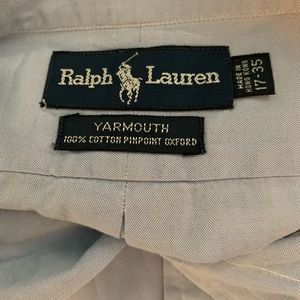 Ralph Lauren
MADE IN
HONG KONG
17-35
YARMOUTH
100% COTTON PINPOINT OXFORD